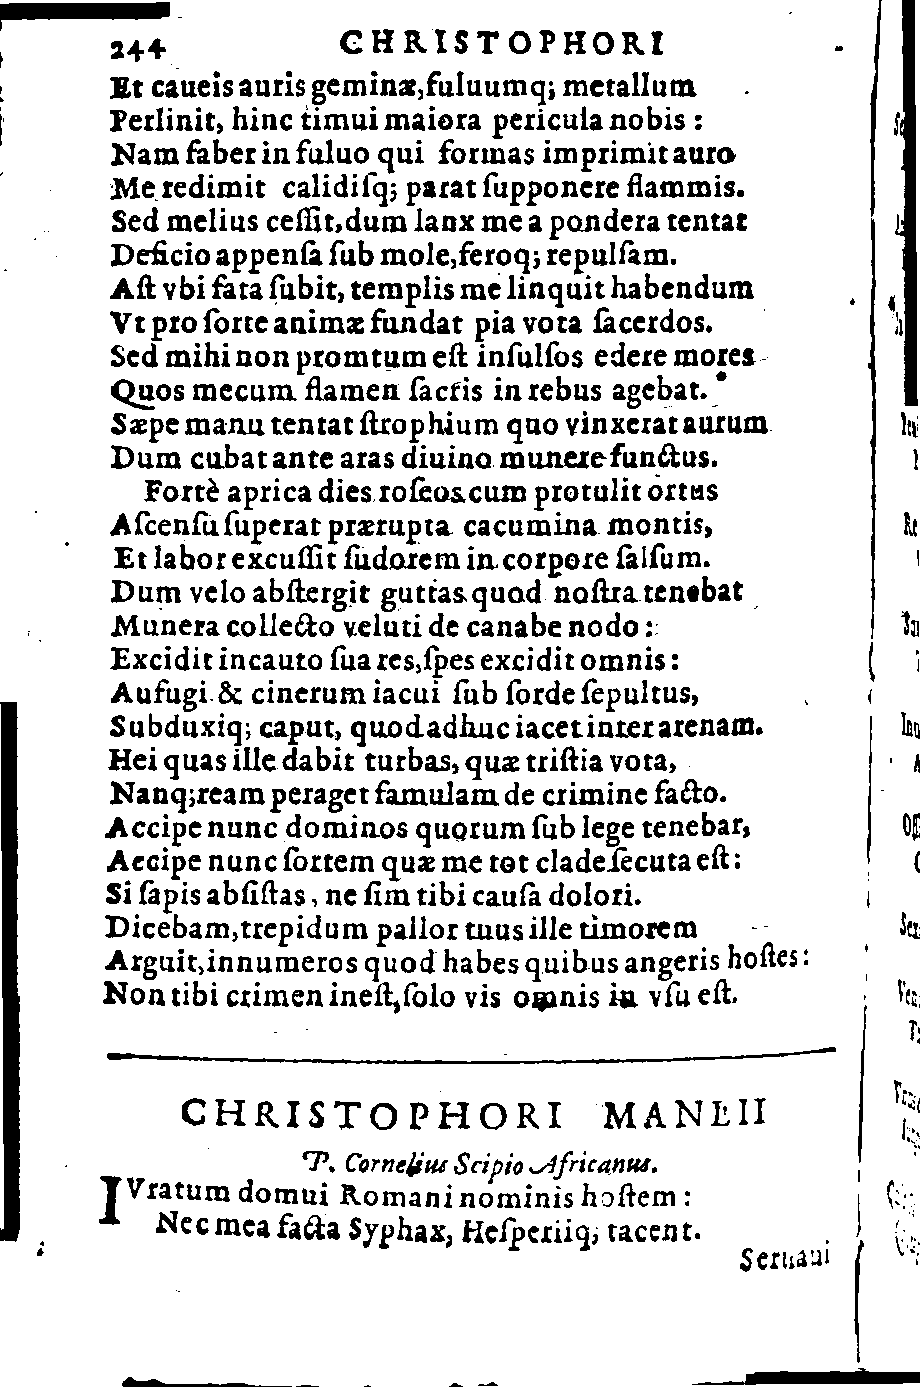 244 CHRISTOPHORI
Et caueis auris geminæ, fuluumq; metallum
Perlinit, hinc timui maiora pericula nobis :
Nam faber in fuluo qui formas imprimit auro
Me redimit calidiſq; parat ſupponere flammis.
Sed melius ceſſit, dum lanx me a pondera tentat
Deficio appenſa ſub mole, feroq; repulſam.
Aſt vbi fata ſubit, templis me linquit habendum
Vt pro ſorte animæ fundat pia vota ſacerdos.
Sed mihi non promtum eſt inſulſos edere mores
Quos mecum flamen ſacris in rebus agebat.
Sæpe manu tentat ſtrophium quo vinxerat aurum
Dum cubat ante aras diuino munere functus.
Fortè aprica dies roſeos cum protulit ortus
Aſcenſu ſuperat prærupta cacumina montis,
Et labor excuſſit ſudorem in corpore ſalſum.
Dum velo abſtergit guttas quod noſtra tenebat
Munera collecto veluti de canabe nodo :
Excidit incauto ſua res, ſpes excidit omnis :
Aufugi & cinerum iacui ſub ſorde ſepultus,
Subduxiq; caput, quod adhuc iacet inter arenam.
Hei quas ille dabit turbas, quæ triſtia vota,
Nanq; ream peraget famulam de crimine facto.
Accipe nunc dominos quorum ſub lege tenebar,
Accipe nunc ſortem quæ me tot clade ſecuta eſt :
Si ſapis abſiſtas, ne ſim tibi cauſa dolori.
Dicebam, trepidum pallor tuus ille timorem
Arguit, innumeros quod habes quibus angeris hoſtes :
Non tibi crimen ineſt, ſolo vis omnis in vſu eſt.
CHRISTOPHORI MANLII
P. Cornelius Scipio Africanus.
IVratum domui Romani nominis hoſtem :
Nec mea facta Syphax, Heſperiiq; tacent.
Seruaui